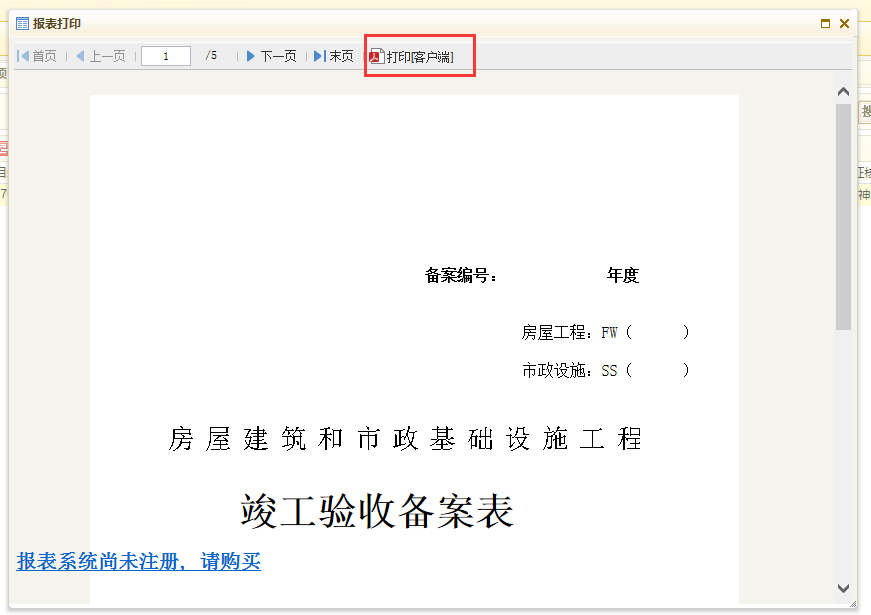 报表打印
首页 上一页 1 /5 下一页 末页 打印[客户端]
备案编号： 年度
房屋工程：FW（ ）
市政设施：SS（ ）
房屋建筑和市政基础设施工程
竣工验收备案表
报表系统尚未注册，请购买